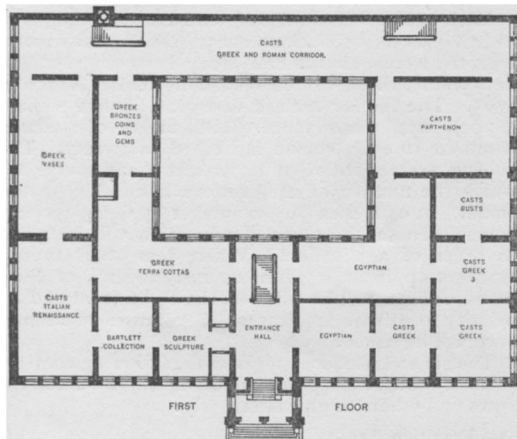 CASTS
GREEK AND ROMAN CORRIDOR.
GREEK
BRONZES
COINS
AND
GEMS
CASTS
PARTHENON
GREEK
VASES
CASTS
BUSTS
GREEK
TERRA COTTAS
EGYPTIAN
CASTS
GREEK
3
CASTS
ITALIAN
RENAISSANCE
BARTLETT
COLLECTION
GREEK
SCULPTURE
ENTRANCE
HALL
EGYPTIAN
CASTS
GREEK
CASTS
GREEK
FIRST FLOOR